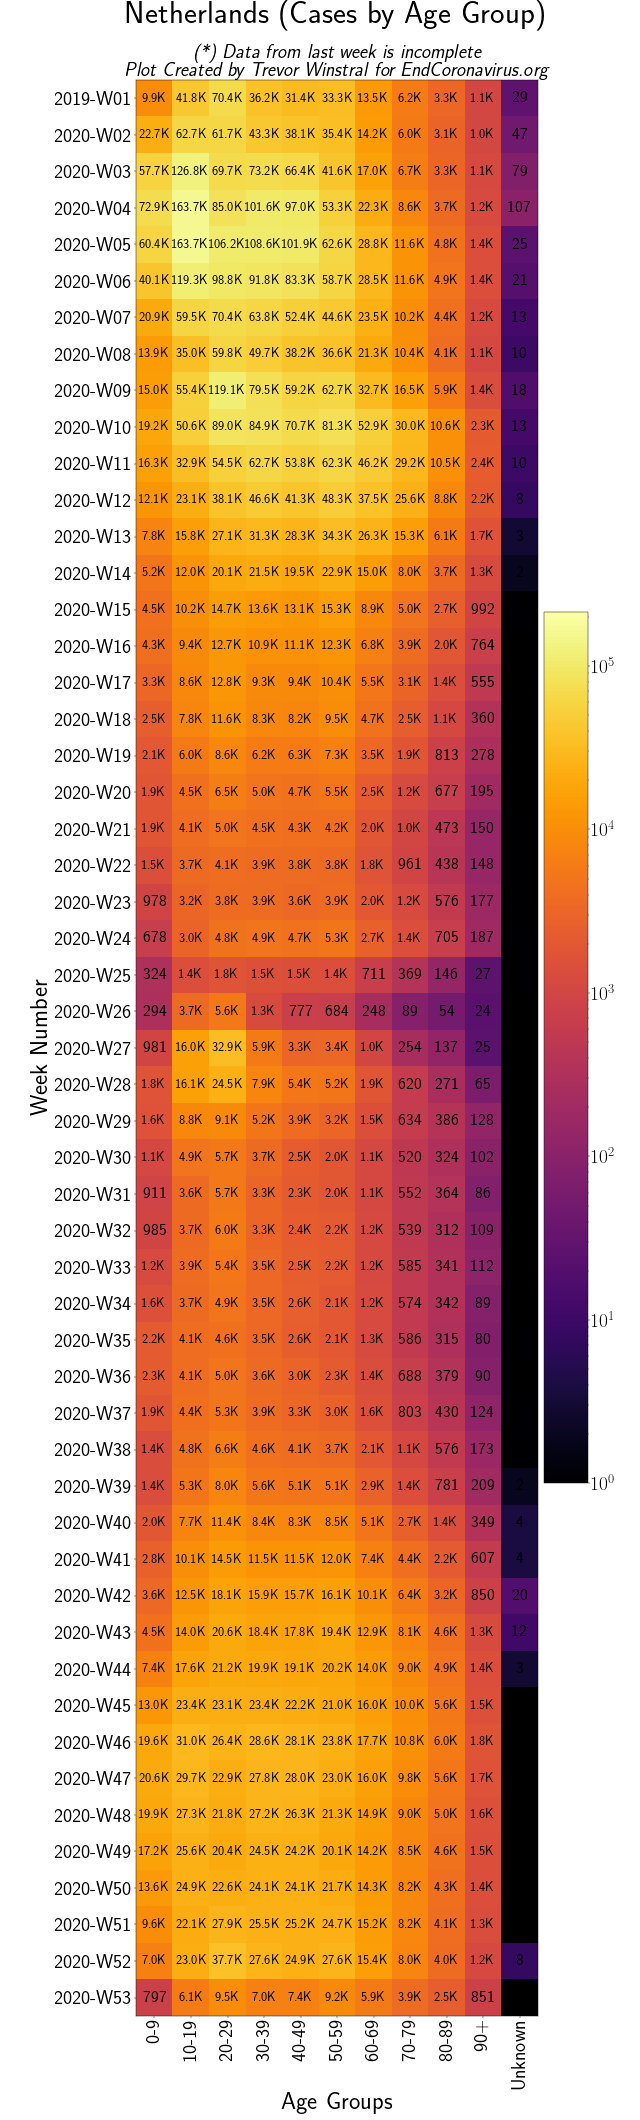 Netherlands (Cases by Age Group)
(*) Data from last week is incomplete
Plot Created by Trevor Winstral for EndCoronavirus.org
2019-W01 9.9K 41.8K 70.4K 36.2K 31.4K 33.3K 13.5K 6.2K 3.3K 1.1K 29
2020-W02 22.7K 62.7K 61.7K 43.3K 38.1K 35.4K 14.2K 6.0K 3.1K 1.0K 47
2020-W03 57.7K 126.8K 69.7K 73.2K 66.4K 41.6K 17.0K 6.7K 3.3K 1.1K 79
2020-W04 72.9K 163.7K 85.0K 101.6K 97.0K 53.3K 22.3K 8.6K 3.7K 1.2K 107
2020-W05 60.4K 163.7K 106.2K 108.6K 101.9K 62.6K 28.8K 11.6K 4.8K 1.4K 25
2020-W06 40.1K 119.3K 98.8K 91.8K 83.3K 58.7K 28.5K 11.6K 4.9K 1.4K 21
2020-W07 20.9K 59.5K 70.4K 63.8K 52.4K 44.6K 23.5K 10.2K 4.4K 1.2K 13
2020-W08 13.9K 35.0K 59.8K 49.7K 38.2K 36.6K 21.3K 10.4K 4.1K 1.1K 10
2020-W09 15.0K 55.4K 119.1K 79.5K 59.2K 62.7K 32.7K 16.5K 5.9K 1.4K 18
2020-W10 19.2K 50.6K 89.0K 84.9K 70.7K 81.3K 52.9K 30.0K 10.6K 2.3K 13
2020-W11 16.3K 32.9K 54.5K 62.7K 53.8K 62.3K 46.2K 29.2K 10.5K 2.4K 10
2020-W12 12.1K 23.1K 38.1K 46.6K 41.3K 48.3K 37.5K 25.6K 8.8K 2.2K 8
2020-W13 7.8K 15.8K 27.1K 31.3K 28.3K 34.3K 26.3K 15.3K 6.1K 1.7K 3
2020-W14 5.2K 12.0K 20.1K 21.5K 19.5K 22.9K 15.0K 8.0K 3.7K 1.3K 2
2020-W15 4.5K 10.2K 14.7K 13.6K 13.1K 15.3K 8.9K 5.0K 2.7K 992
2020-W16 4.3K 9.4K 12.7K 10.9K 11.1K 12.3K 6.8K 3.9K 2.0K 764
2020-W17 3.3K 8.6K 12.8K 9.3K 9.4K 10.4K 5.5K 3.1K 1.4K 555
2020-W18 2.5K 7.8K 11.6K 8.3K 8.2K 9.5K 4.7K 2.5K 1.1K 360
2020-W19 2.1K 6.0K 8.6K 6.2K 6.3K 7.3K 3.5K 1.9K 813 278
2020-W20 1.9K 4.5K 6.5K 5.0K 4.7K 5.5K 2.5K 1.2K 677 195
2020-W21 1.9K 4.1K 5.0K 4.5K 4.3K 4.2K 2.0K 1.0K 473 150
2020-W22 1.5K 3.7K 4.1K 3.9K 3.8K 3.8K 1.8K 961 438 148
2020-W23 978 3.2K 3.8K 3.9K 3.6K 3.9K 2.0K 1.2K 576 177
2020-W24 678 3.0K 4.8K 4.9K 4.7K 5.3K 2.7K 1.4K 705 187
2020-W25 324 1.4K 1.8K 1.5K 1.5K 1.4K 711 369 146 27
2020-W26 294 3.7K 5.6K 1.3K 777 684 248 89 54 24
2020-W27 981 16.0K 32.9K 5.9K 3.3K 3.4K 1.0K 254 137 25
2020-W28 1.8K 16.1K 24.5K 7.9K 5.4K 5.2K 1.9K 620 271 65
2020-W29 1.6K 8.8K 9.1K 5.2K 3.9K 3.2K 1.5K 634 386 128
2020-W30 1.1K 4.9K 5.7K 3.7K 2.5K 2.0K 1.1K 520 324 102
2020-W31 911 3.6K 5.7K 3.3K 2.3K 2.0K 1.1K 552 364 86
2020-W32 985 3.7K 6.0K 3.3K 2.4K 2.2K 1.2K 539 312 109
2020-W33 1.2K 3.9K 5.4K 3.5K 2.5K 2.2K 1.2K 585 341 112
2020-W34 1.6K 3.7K 4.9K 3.5K 2.6K 2.1K 1.2K 574 342 89
2020-W35 2.2K 4.1K 4.6K 3.5K 2.6K 2.1K 1.3K 586 315 80
2020-W36 2.3K 4.1K 5.0K 3.6K 3.0K 2.3K 1.4K 688 379 90
2020-W37 1.9K 4.4K 5.3K 3.9K 3.3K 3.0K 1.6K 803 430 124
2020-W38 1.4K 4.8K 6.6K 4.6K 4.1K 3.7K 2.1K 1.1K 576 173
2020-W39 1.4K 5.3K 8.0K 5.6K 5.1K 5.1K 2.9K 1.4K 781 209 2
2020-W40 2.0K 7.7K 11.4K 8.4K 8.3K 8.5K 5.1K 2.7K 1.4K 349 4
2020-W41 2.8K 10.1K 14.5K 11.5K 11.5K 12.0K 7.4K 4.4K 2.2K 607 4
2020-W42 3.6K 12.5K 18.1K 15.9K 15.7K 16.1K 10.1K 6.4K 3.2K 850 20
2020-W43 4.5K 14.0K 20.6K 18.4K 17.8K 19.4K 12.9K 8.1K 4.6K 1.3K 12
2020-W44 7.4K 17.6K 21.2K 19.9K 19.1K 20.2K 14.0K 9.0K 4.9K 1.4K 3
2020-W45 13.0K 23.4K 23.1K 23.4K 22.2K 21.0K 16.0K 10.0K 5.6K 1.5K
2020-W46 19.6K 31.0K 26.4K 28.6K 28.1K 23.8K 17.7K 10.8K 6.0K 1.8K
2020-W47 20.6K 29.7K 22.9K 27.8K 28.0K 23.0K 16.0K 9.8K 5.6K 1.7K
2020-W48 19.9K 27.3K 21.8K 27.2K 26.3K 21.3K 14.9K 9.0K 5.0K 1.6K
2020-W49 17.2K 25.6K 20.4K 24.5K 24.2K 20.1K 14.2K 8.5K 4.6K 1.5K
2020-W50 13.6K 24.9K 22.6K 24.1K 24.1K 21.7K 14.3K 8.2K 4.3K 1.4K
2020-W51 9.6K 22.1K 27.9K 25.5K 25.2K 24.7K 15.2K 8.2K 4.1K 1.3K
2020-W52 7.0K 23.0K 37.7K 27.6K 24.9K 27.6K 15.4K 8.0K 4.0K 1.2K 8
2020-W53 797 6.1K 9.5K 7.0K 7.4K 9.2K 5.9K 3.9K 2.5K 851
0-9 10-19 20-29 30-39 40-49 50-59 60-69 70-79 80-89 90+ Unknown
Age Groups
Week Number
10^5
10^4
10^3
10^2
10^1
10^0